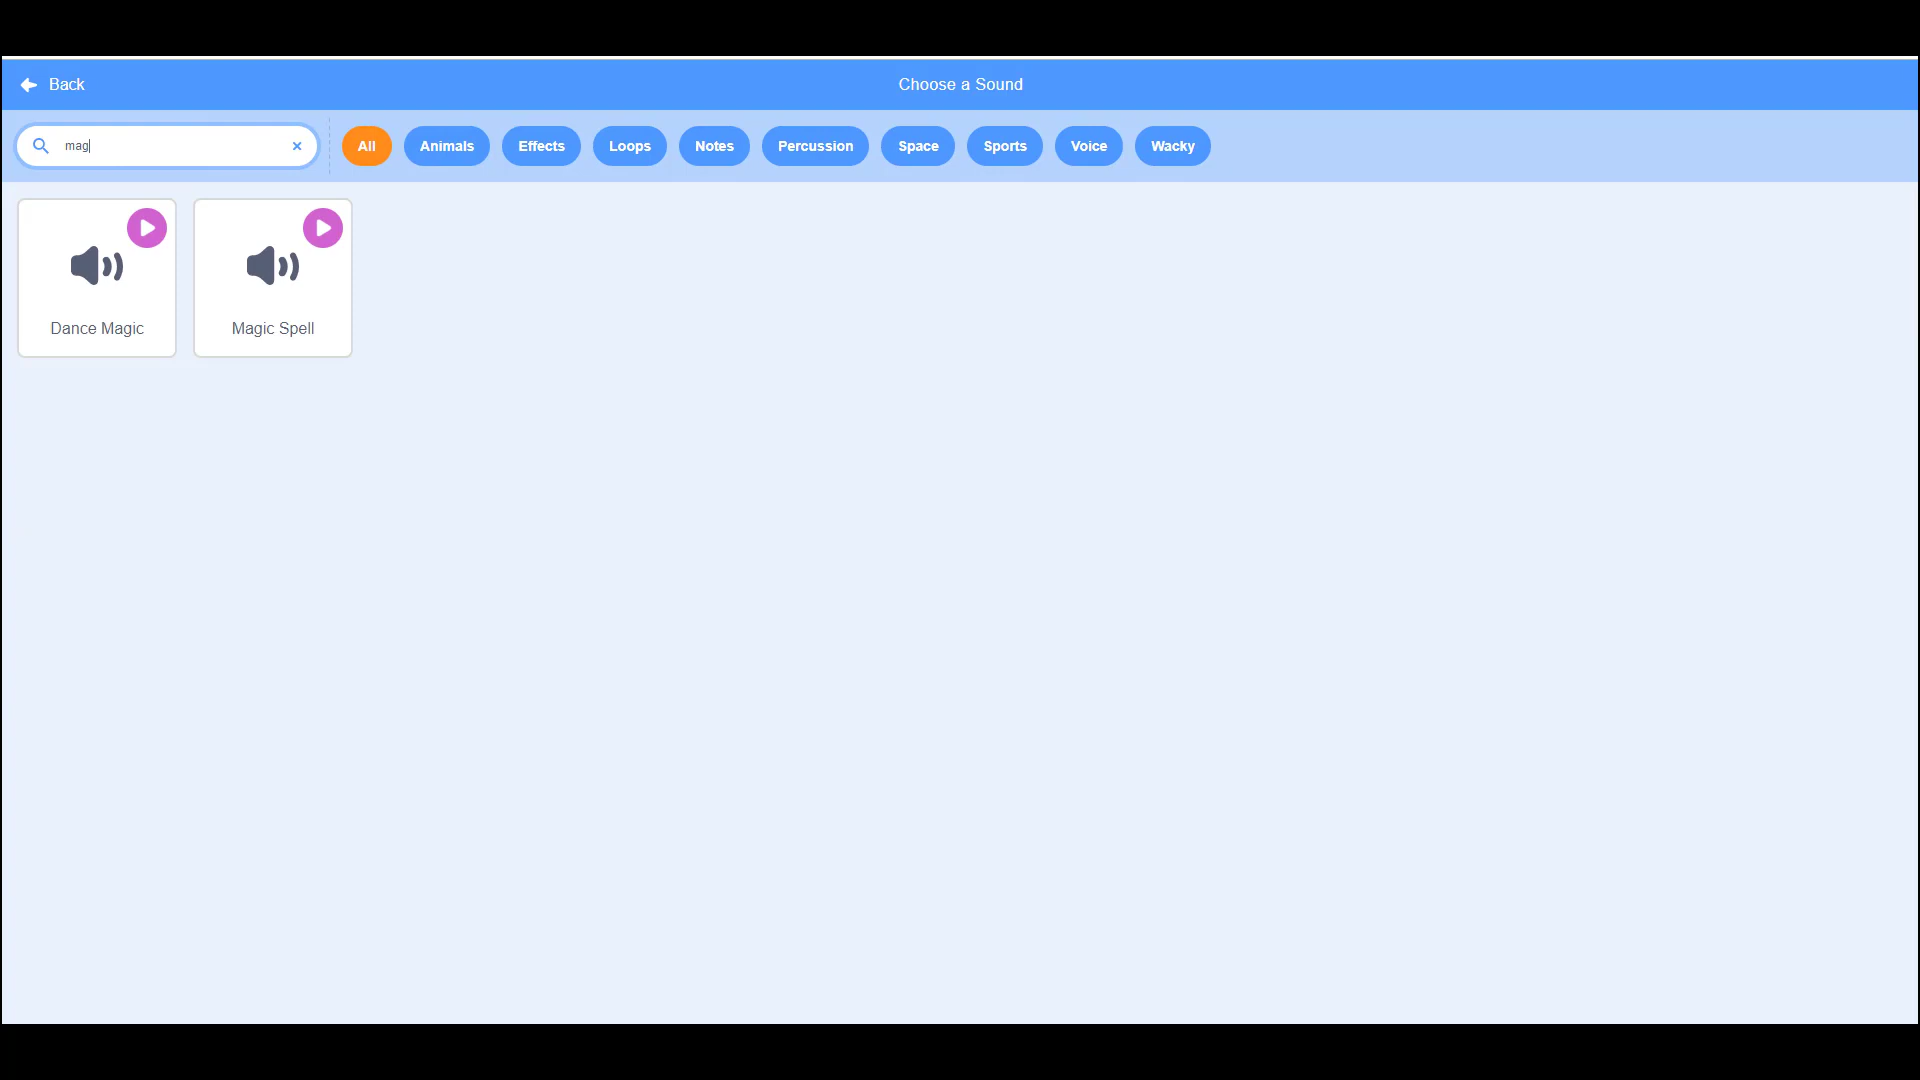 Back
Choose a Sound
mag
All
Animals
Effects
Loops
Notes
Percussion
Space
Sports
Voice
Wacky
Dance Magic
Magic Spell